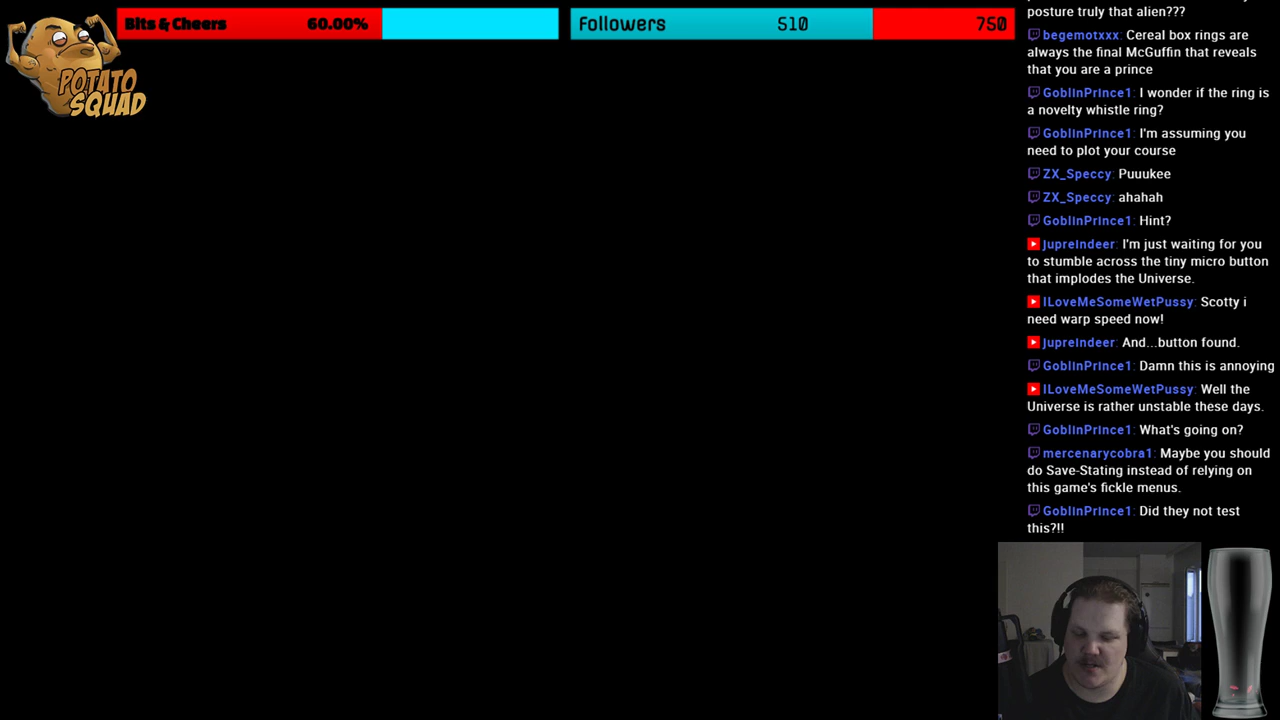 Bits & Cheers 60.00%
Followers 510 750
POTATO
SQUAD
posture truly that alien???
begemotxxx: Cereal box rings are
always the final McGuffin that reveals
that you are a prince
GoblinPrince1: I wonder if the ring is
a novelty whistle ring?
GoblinPrince1: I'm assuming you
need to plot your course
ZX_Speccy: Puuukee
ZX_Speccy: ahahah
GoblinPrince1: Hint?
Jupreindeer: I'm just waiting for you
to stumble across the tiny micro button
that implodes the Universe.
ILoveMeSomeWetPussy: Scotty i
need warp speed now!
Jupreindeer: And...button found.
GoblinPrince1: Damn this is annoying
ILoveMeSomeWetPussy: Well the
Universe is rather unstable these days.
GoblinPrince1: What's going on?
mercenarycobra1: Maybe you should
do Save-Stating instead of relying on
this game's fickle menus.
GoblinPrince1: Did they not test
this?!!